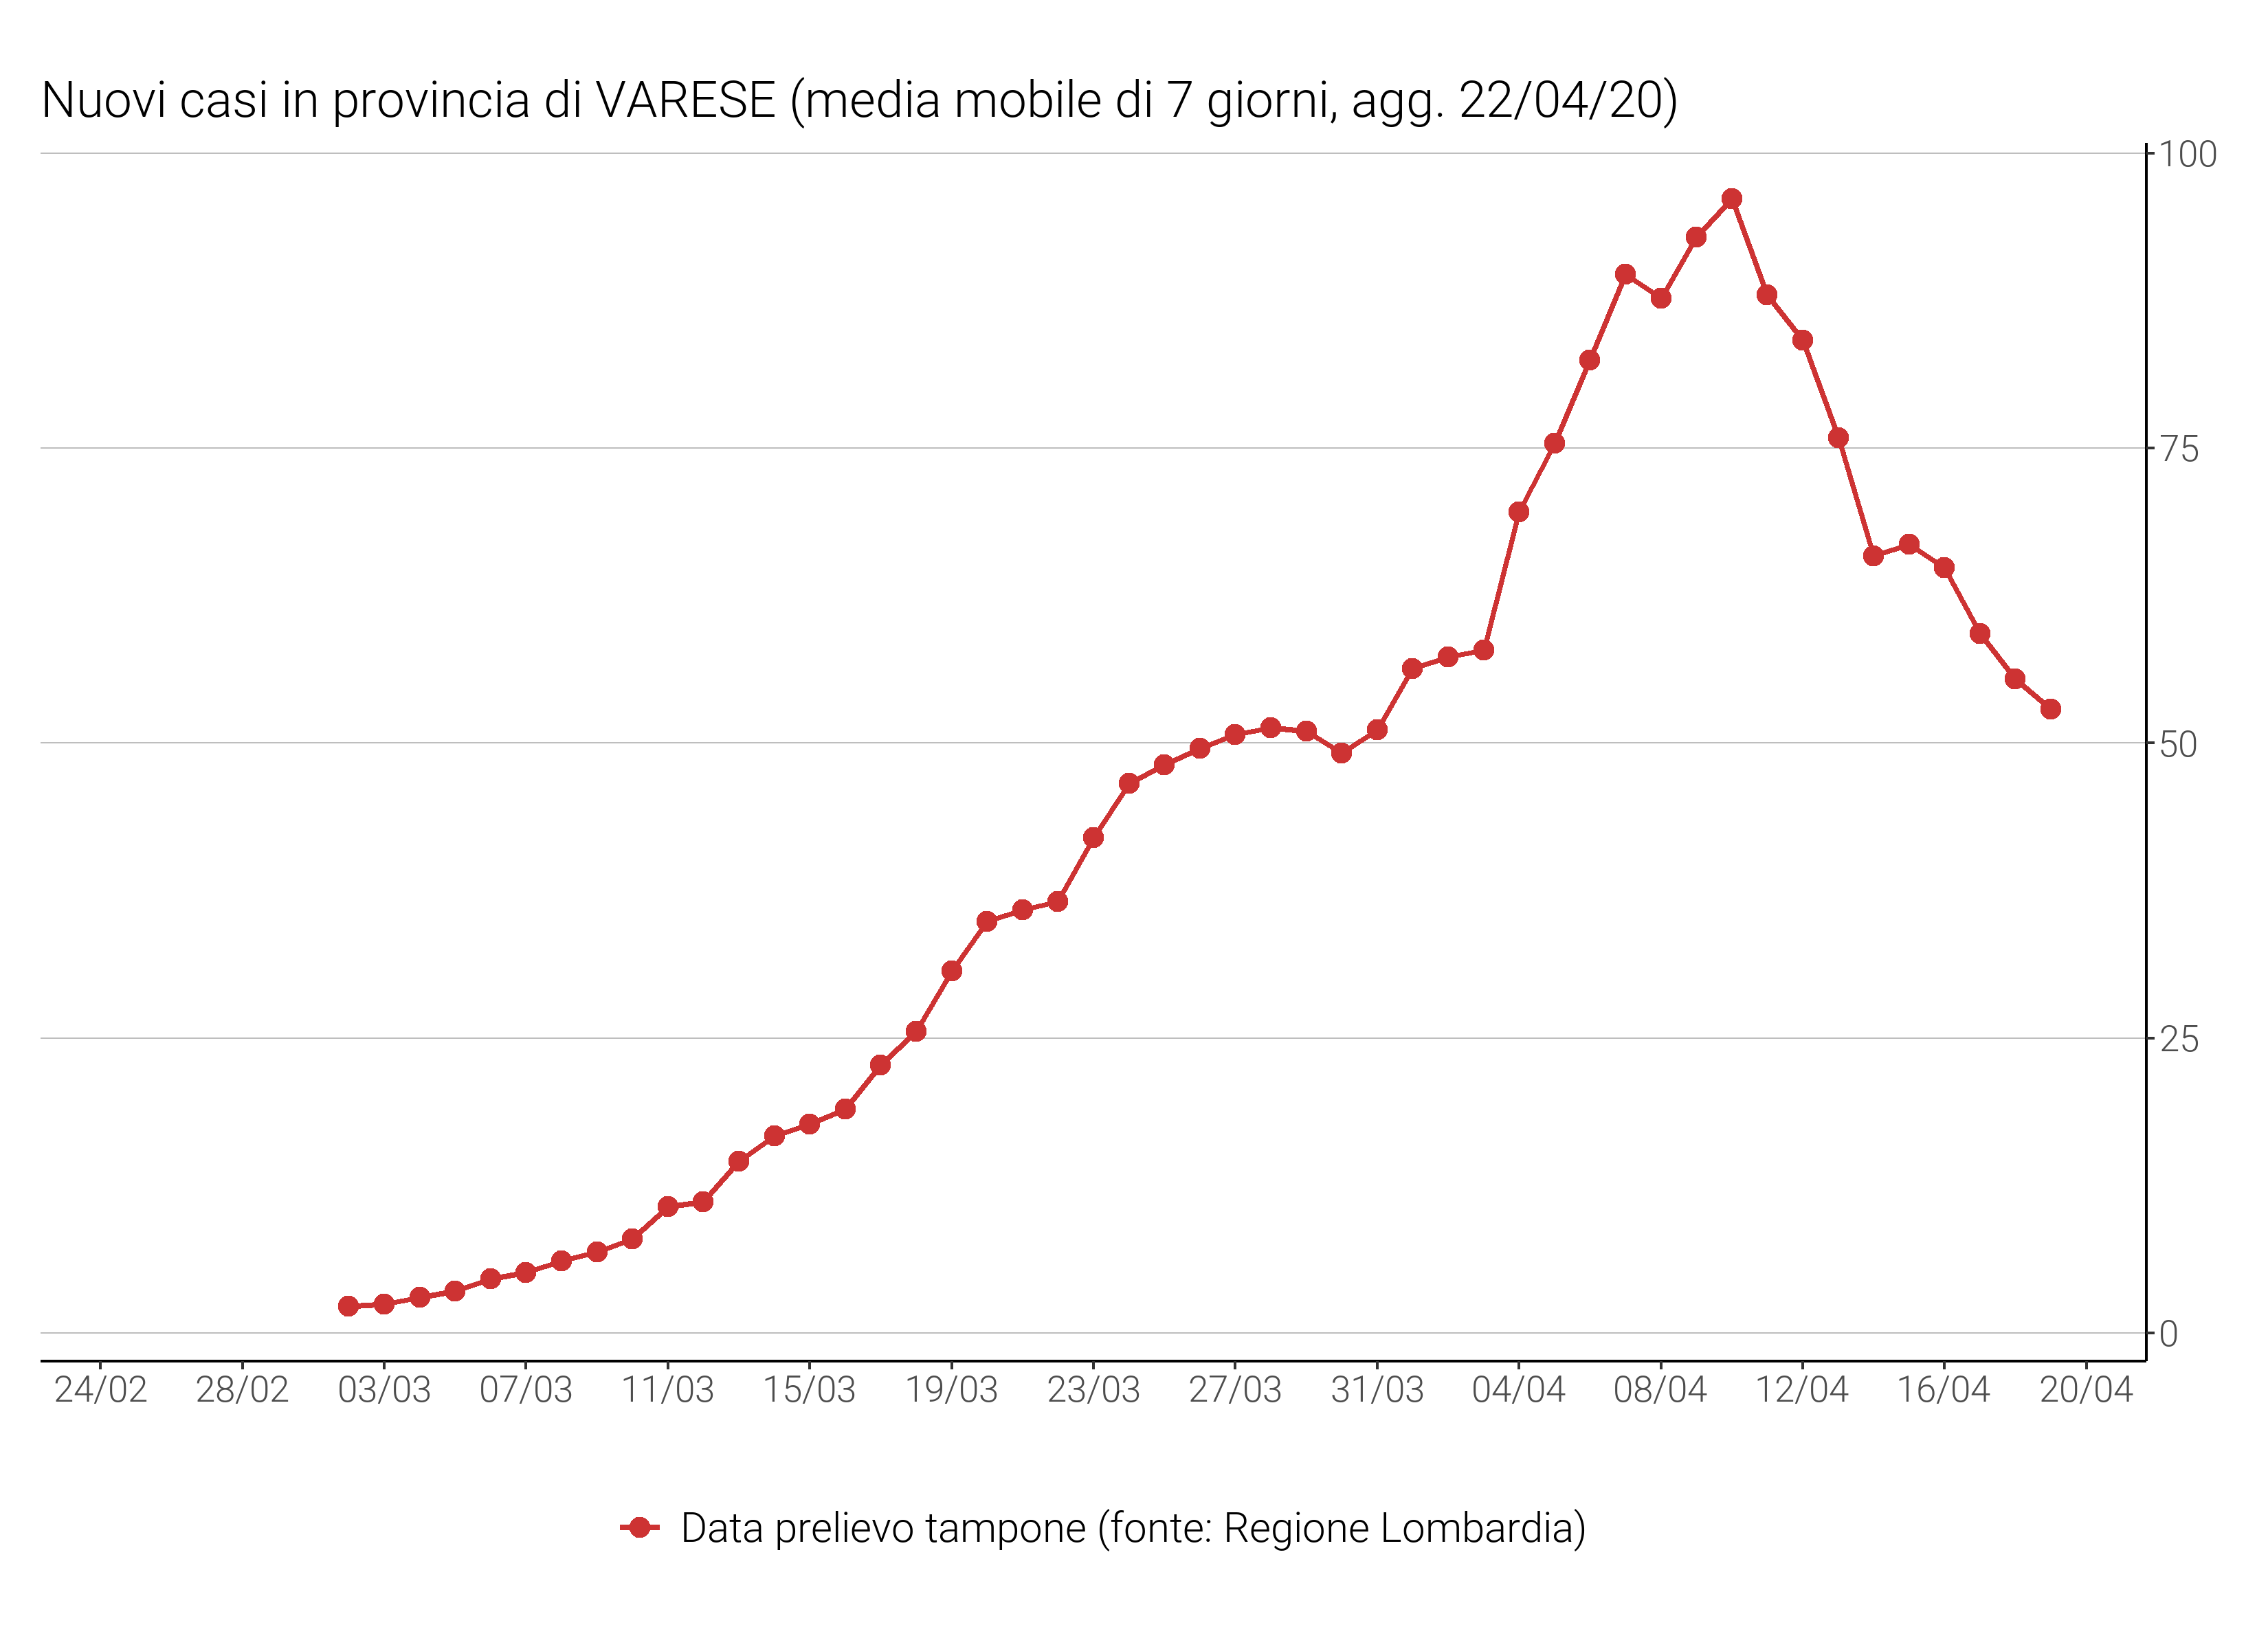 Nuovi casi in provincia di VARESE (media mobile di 7 giorni, agg. 22/04/20)
100
75
50
25
0
24/02 28/02 03/03 07/03 11/03 15/03 19/03 23/03 27/03 31/03 04/04 08/04 12/04 16/04 20/04
Data prelievo tampone (fonte: Regione Lombardia)